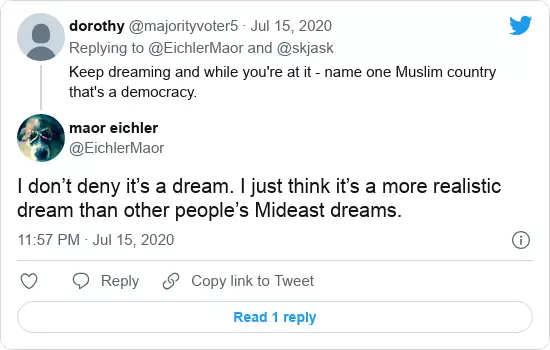 dorothy @majorityvoter5 · Jul 15, 2020
Replying to @EichlerMaor and @skjask
Keep dreaming and while you're at it - name one Muslim country
that's a democracy.
maor eichler
@EichlerMaor
I don’t deny it’s a dream. I just think it’s a more realistic
dream than other people’s Mideast dreams.
11:57 PM · Jul 15, 2020
Reply Copy link to Tweet
Read 1 reply